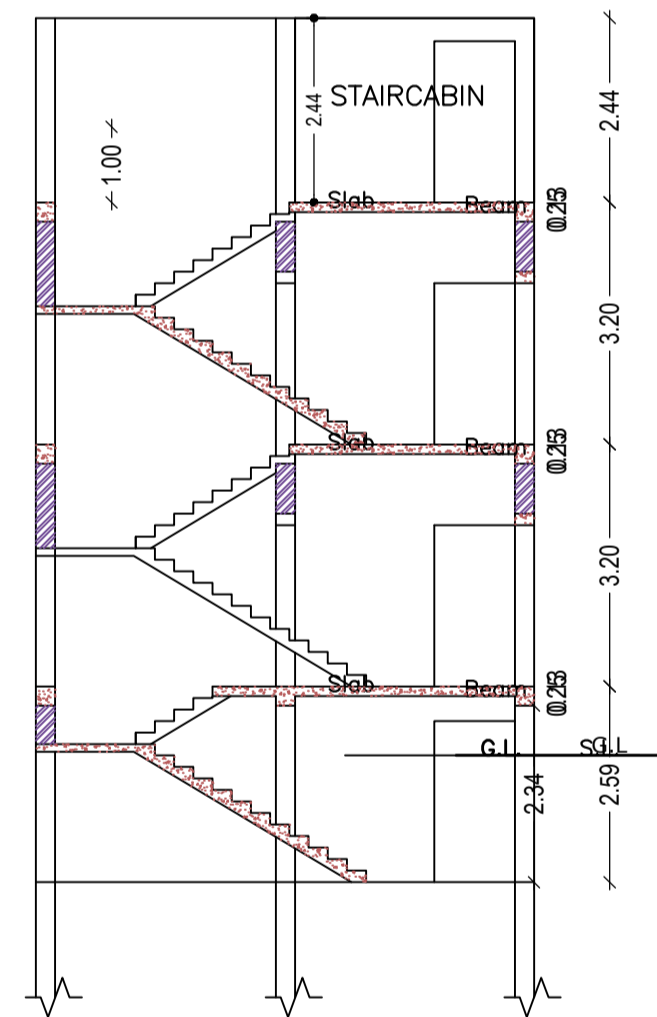 2.44
STAIRCABIN
2.44
1.00
Slab
Beam
3.20
Slab
Beam
3.20
Slab
Beam
G.L.
G.L
2.34
2.59